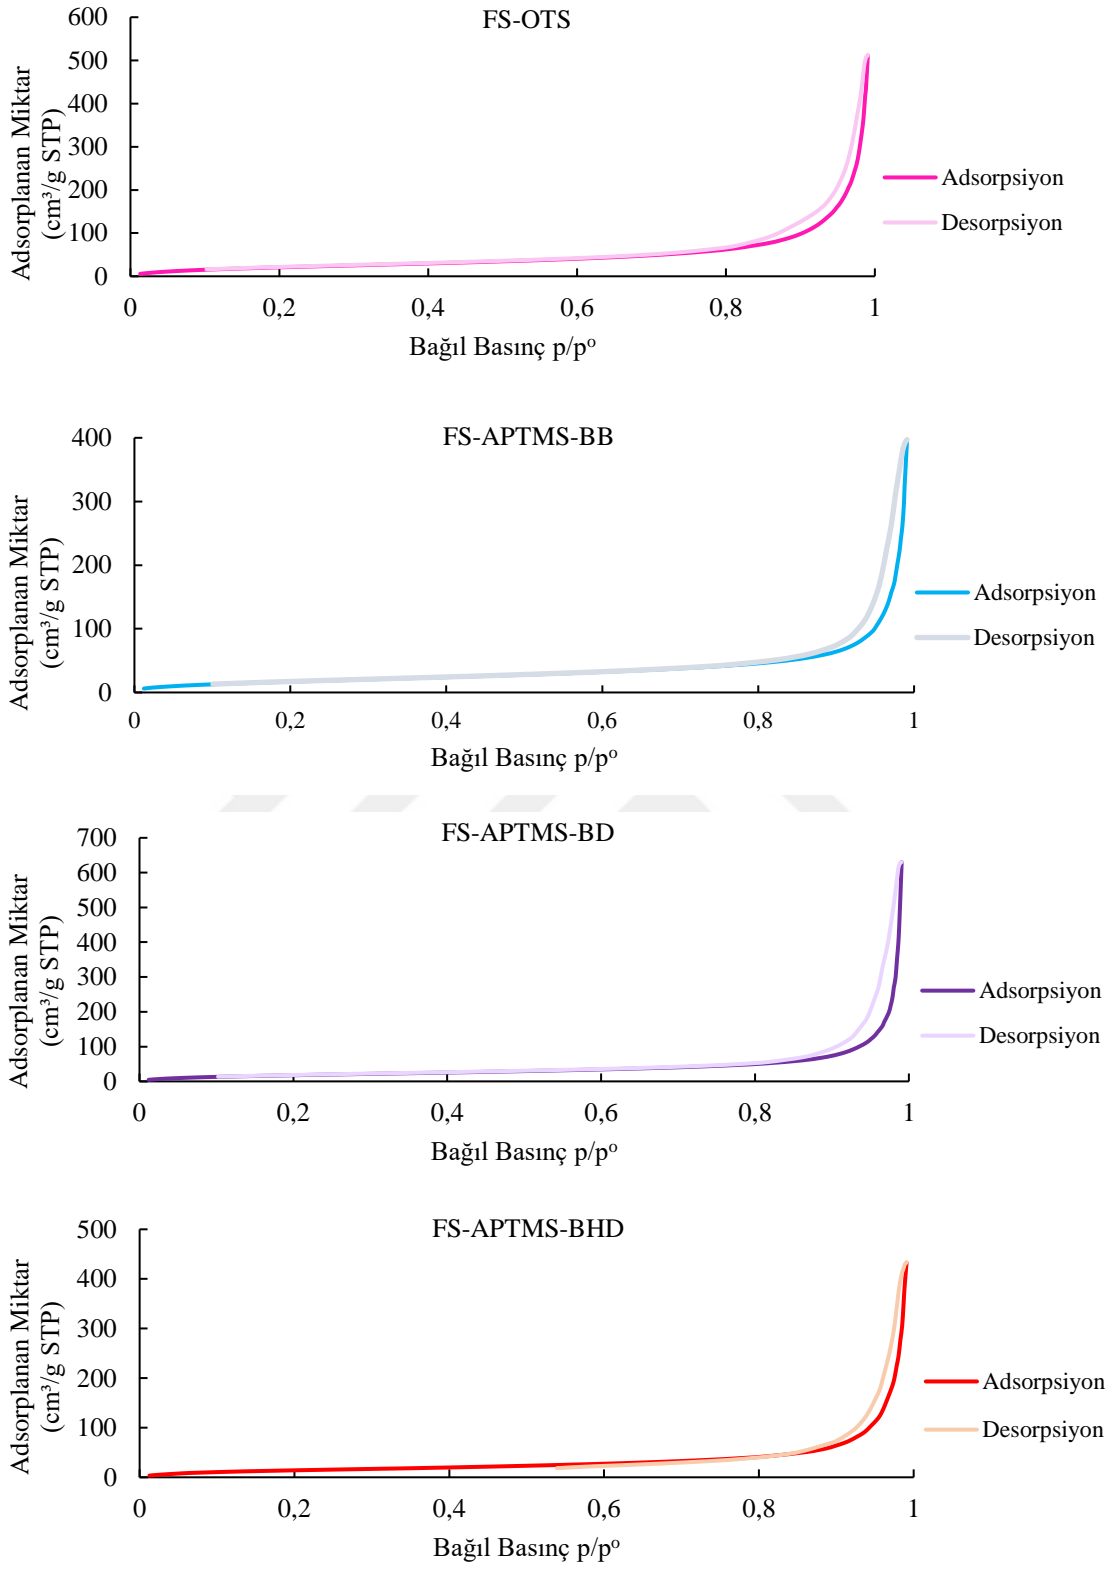 FS-OTS
600
500
400
300
200
100
0
Adsorplanan Miktar
(cm³/g STP)
0 0,2 0,4 0,6 0,8 1
Bağıl Basınç p/p⁰
Adsorpsiyon
Desorpsiyon
FS-APTMS-BB
400
300
200
100
0
Adsorplanan Miktar
(cm³/g STP)
0 0,2 0,4 0,6 0,8 1
Bağıl Basınç p/p⁰
Adsorpsiyon
Desorpsiyon
FS-APTMS-BD
700
600
500
400
300
200
100
0
Adsorplanan Miktar
(cm³/g STP)
0 0,2 0,4 0,6 0,8 1
Bağıl Basınç p/p⁰
Adsorpsiyon
Desorpsiyon
FS-APTMS-BHD
500
400
300
200
100
0
Adsorplanan Miktar
(cm³/g STP)
0 0,2 0,4 0,6 0,8 1
Bağıl Basınç p/p⁰
Adsorpsiyon
Desorpsiyon